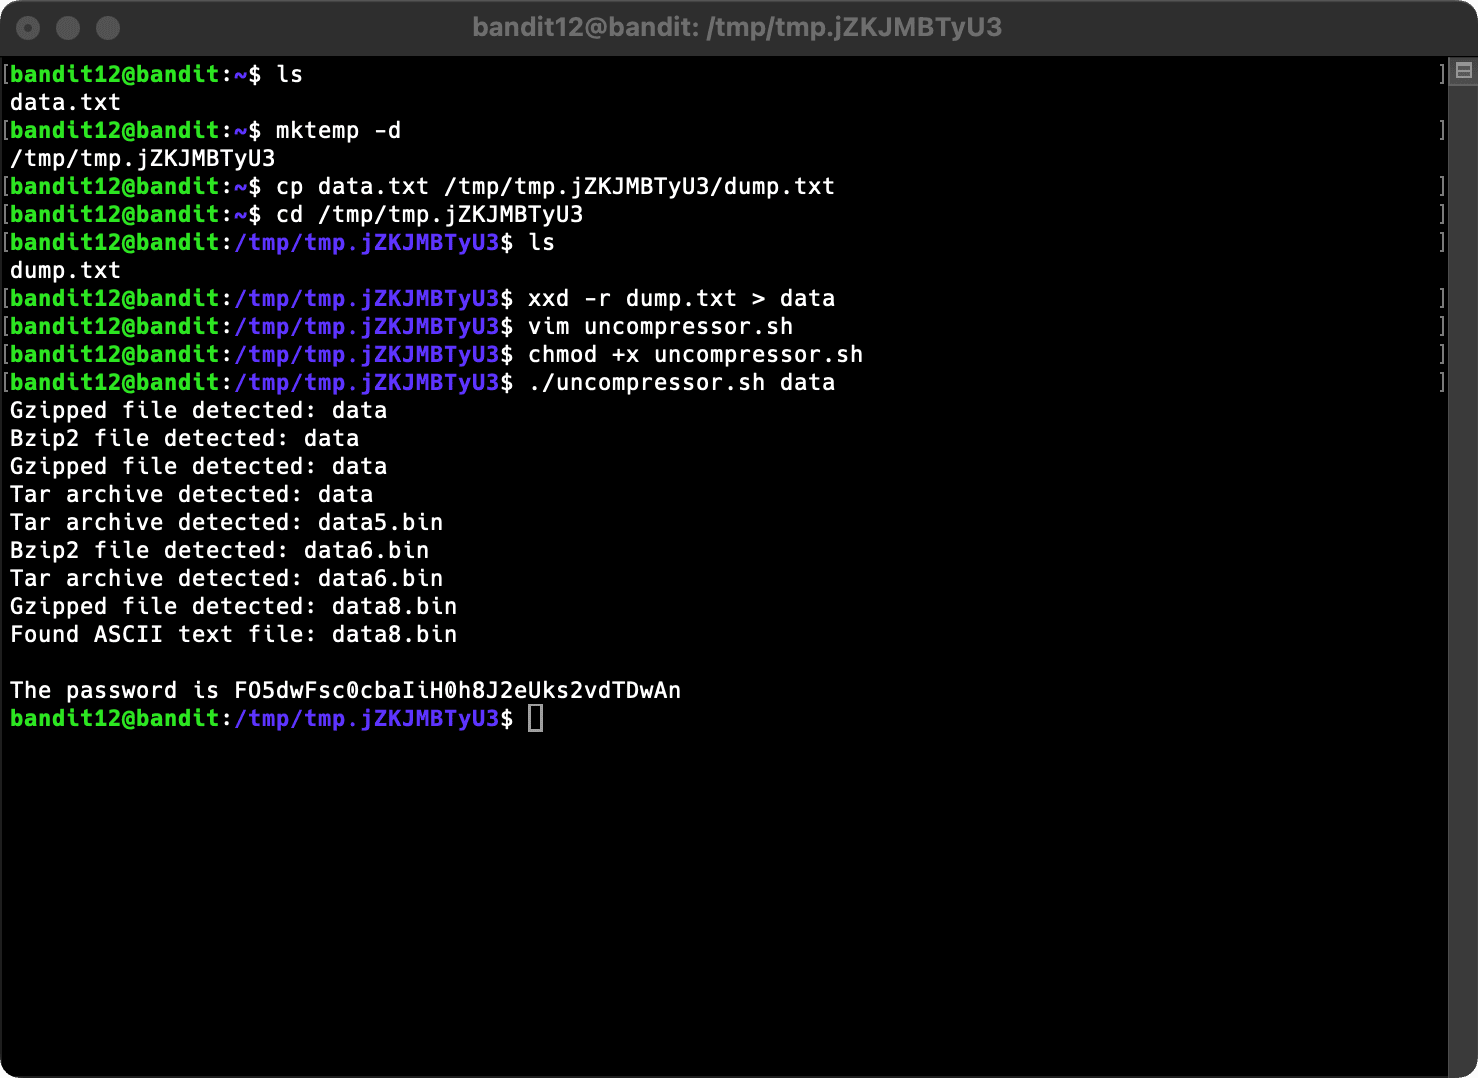 bandit12@bandit: /tmp/tmp.jZKJMBTyU3
[bandit12@bandit:~$ ls ]
data.txt
[bandit12@bandit:~$ mktemp -d ]
/tmp/tmp.jZKJMBTyU3
[bandit12@bandit:~$ cp data.txt /tmp/tmp.jZKJMBTyU3/dump.txt ]
[bandit12@bandit:~$ cd /tmp/tmp.jZKJMBTyU3 ]
[bandit12@bandit:/tmp/tmp.jZKJMBTyU3$ ls ]
dump.txt
[bandit12@bandit:/tmp/tmp.jZKJMBTyU3$ xxd -r dump.txt > data ]
[bandit12@bandit:/tmp/tmp.jZKJMBTyU3$ vim uncompressor.sh ]
[bandit12@bandit:/tmp/tmp.jZKJMBTyU3$ chmod +x uncompressor.sh ]
[bandit12@bandit:/tmp/tmp.jZKJMBTyU3$ ./uncompressor.sh data ]
Gzipped file detected: data
Bzip2 file detected: data
Gzipped file detected: data
Tar archive detected: data
Tar archive detected: data5.bin
Bzip2 file detected: data6.bin
Tar archive detected: data6.bin
Gzipped file detected: data8.bin
Found ASCII text file: data8.bin
The password is FO5dwFsc0cbaIiH0h8J2eUks2vdTDwAn
bandit12@bandit:/tmp/tmp.jZKJMBTyU3$